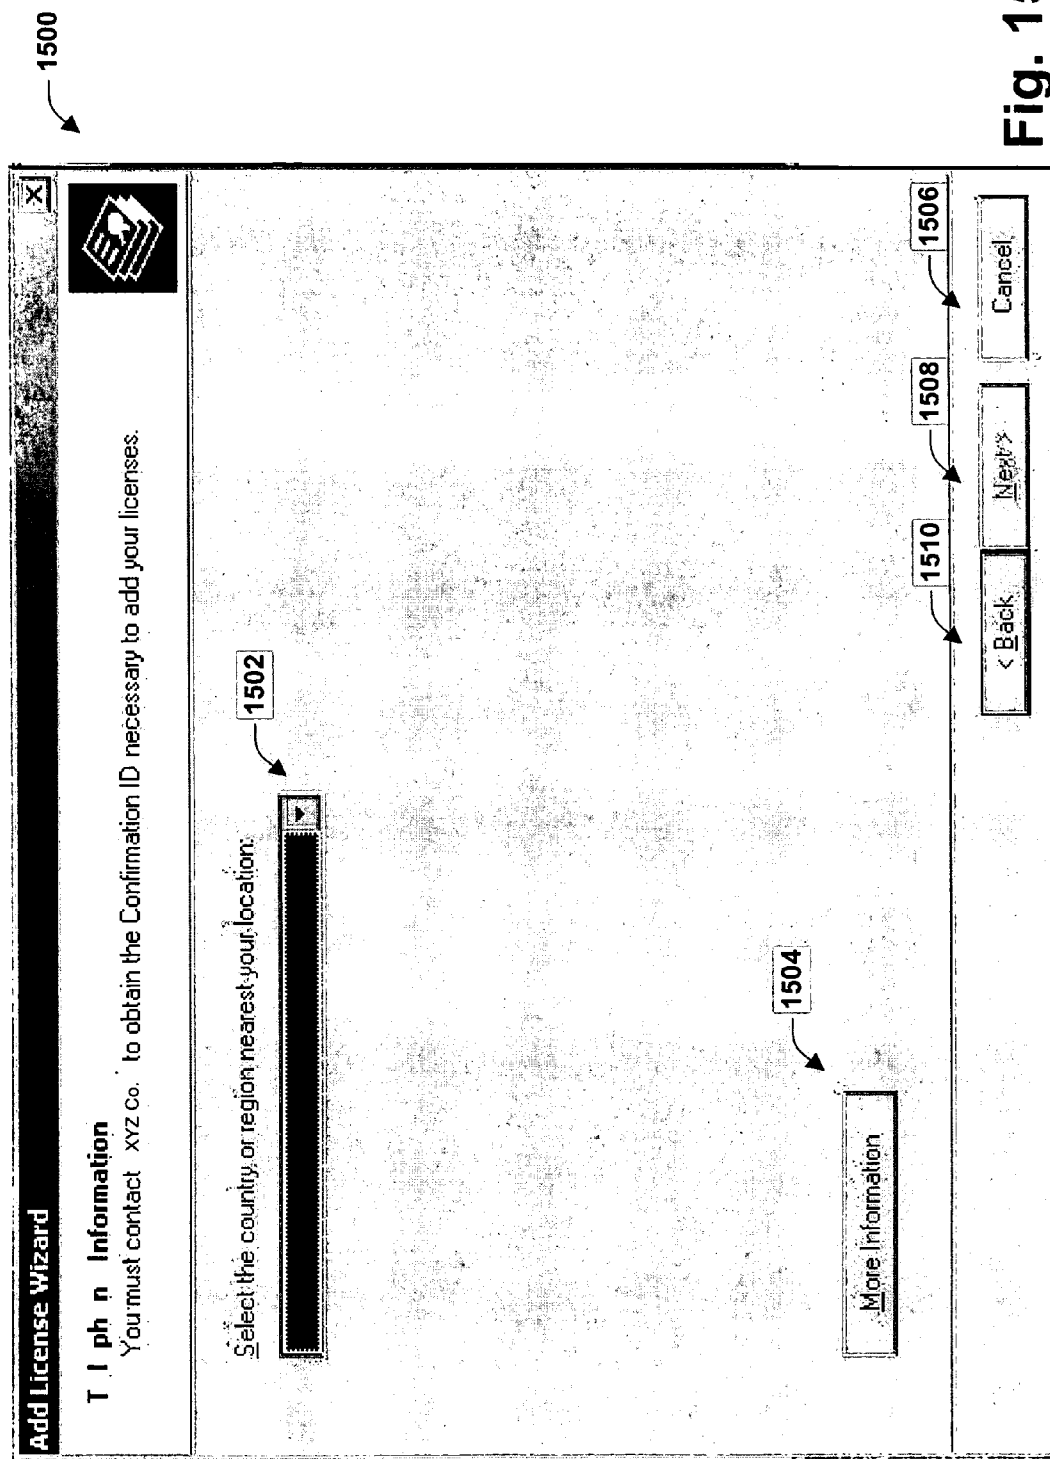 1500
Add License Wizard
T l ph n Information
You must contact XYZ Co. to obtain the Confirmation ID necessary to add your licenses.
Select the country or region nearest your location:
1502
1504
More Information
1510
1508
1506
< Back
Next >
Cancel
Fig. 15